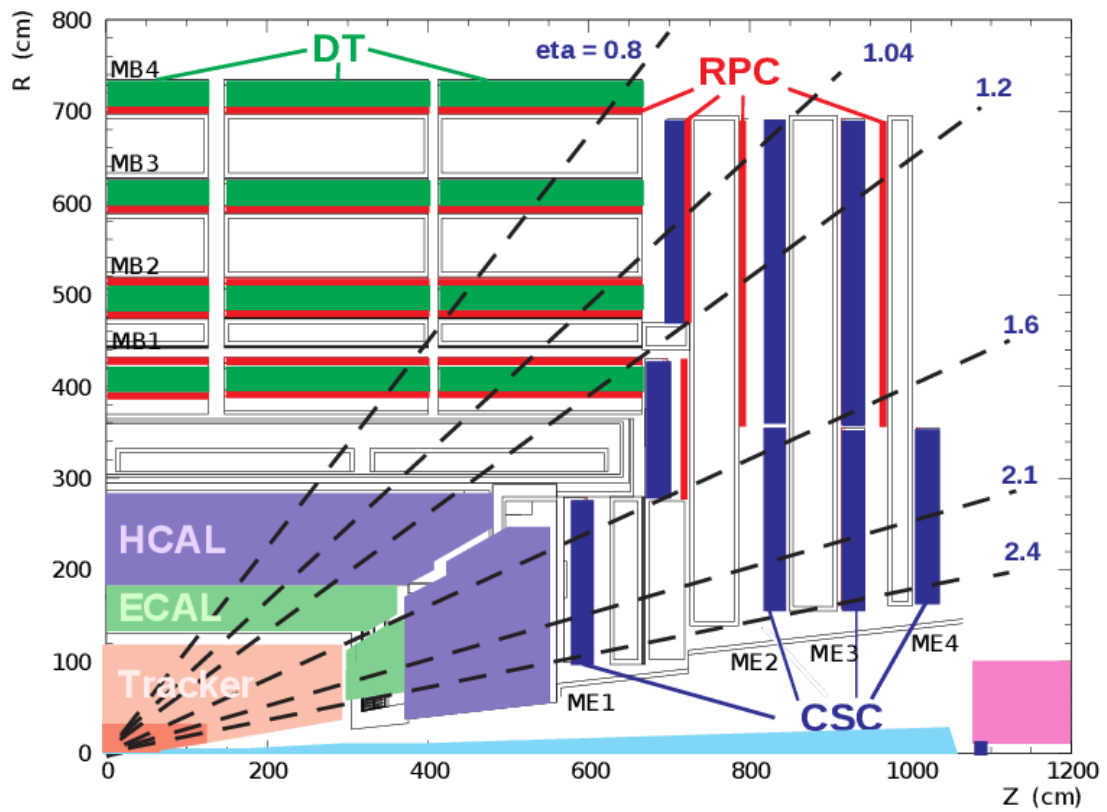 R (cm)
800
700
600
500
400
300
200
100
0
DT
eta = 0.8
1.04
1.2
1.6
2.1
2.4
RPC
MB4
MB3
MB2
MB1
HCAL
ECAL
Tracker
ME1
ME2
ME3
ME4
CSC
0
200
400
600
800
1000
1200
Z (cm)